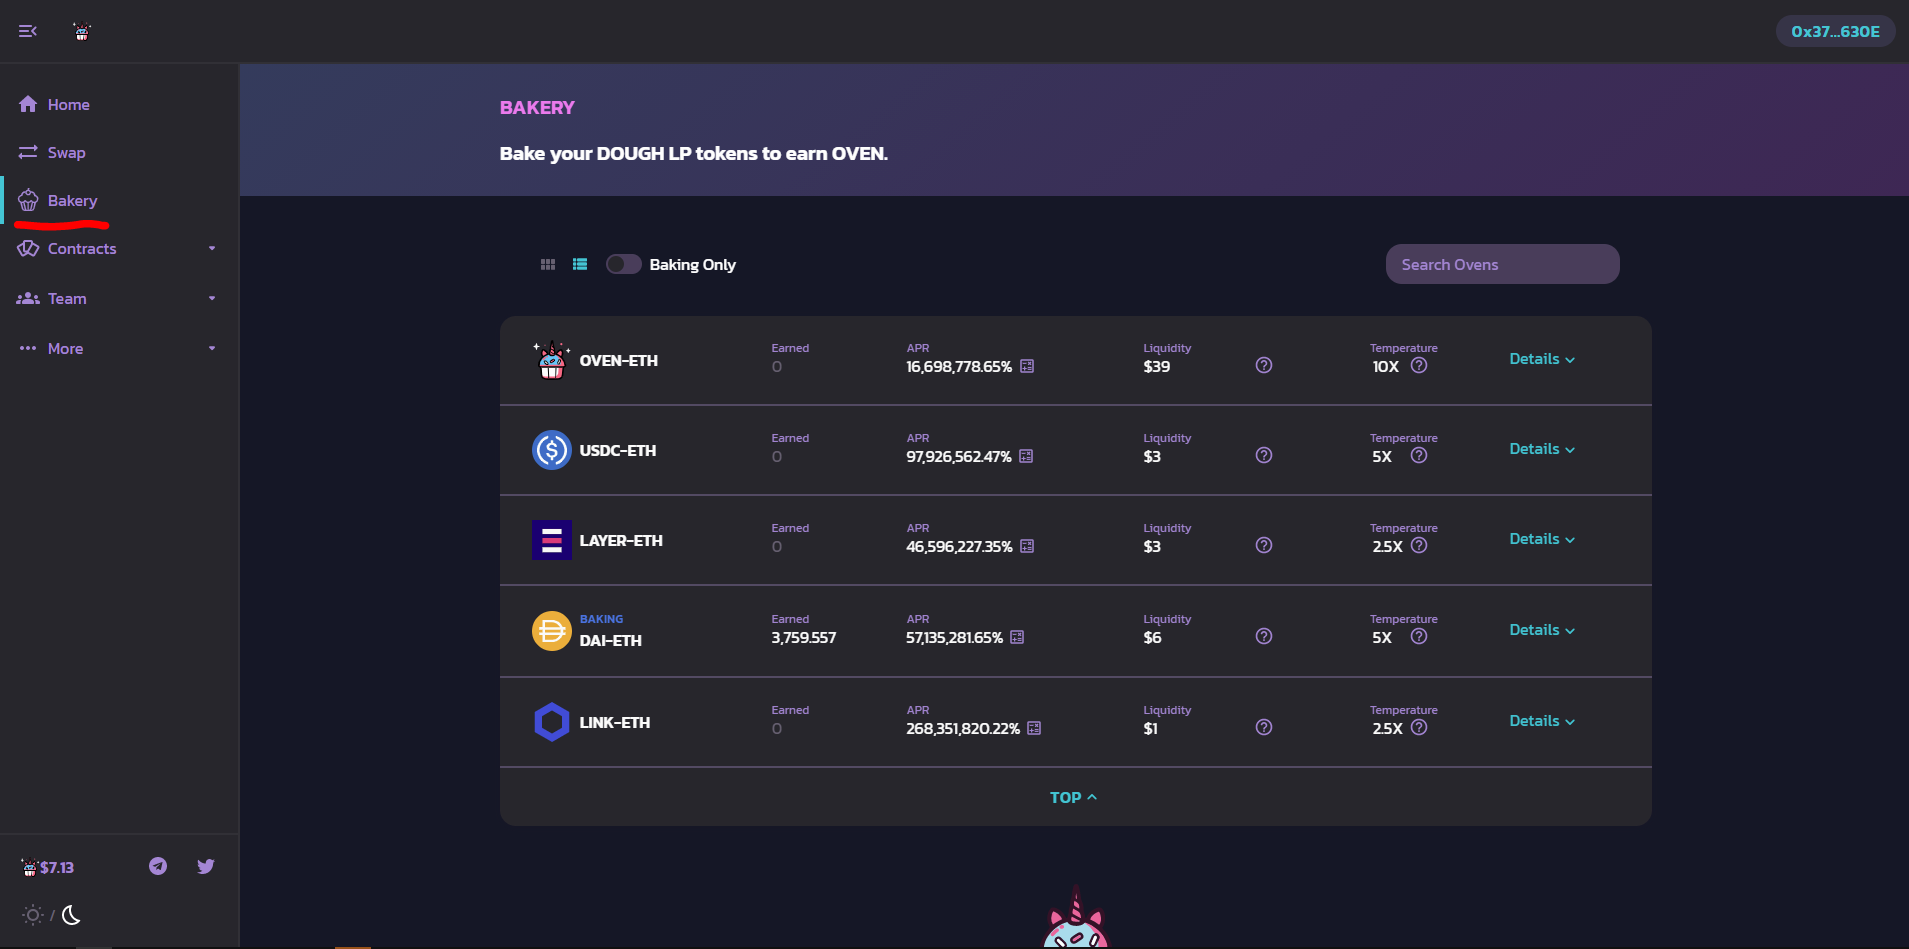 0x37...630E
Home
Swap
Bakery
Contracts
Team
More
$7.13
/
BAKERY
Bake your DOUGH LP tokens to earn OVEN.
Baking Only
Search Ovens
OVEN-ETH
Earned
0
APR
16,698,778.65%
Liquidity
$39
Temperature
10X
Details
USDC-ETH
Earned
0
APR
97,926,562.47%
Liquidity
$3
Temperature
5X
Details
LAYER-ETH
Earned
0
APR
46,596,227.35%
Liquidity
$3
Temperature
2.5X
Details
BAKING
DAI-ETH
Earned
3,759.557
APR
57,135,281.65%
Liquidity
$6
Temperature
5X
Details
LINK-ETH
Earned
0
APR
268,351,820.22%
Liquidity
$1
Temperature
2.5X
Details
TOP